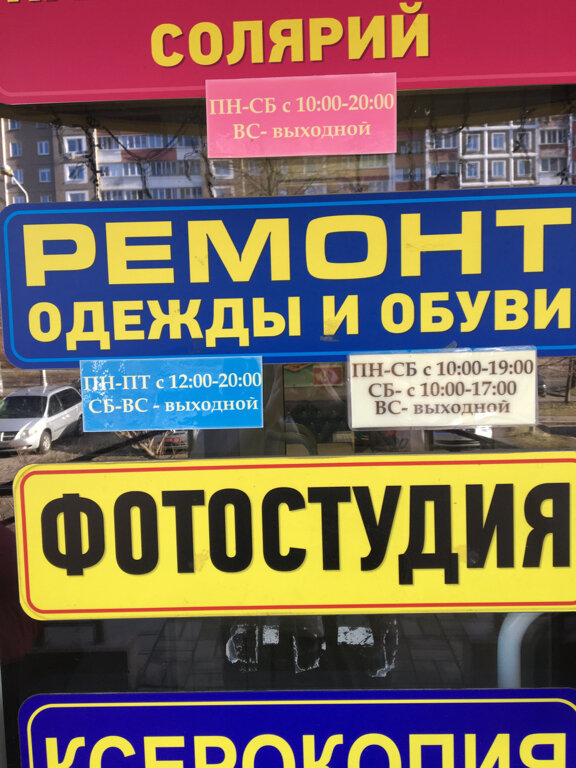 СОЛЯРИЙ
ПН-СБ с 10:00-20:00
ВС- выходной
РЕМОНТ
ОДЕЖДЫ И ОБУВИ
ПН-ПТ с 12:00-20:00
СБ-ВС - выходной
ПН-СБ с 10:00-19:00
СБ- с 10:00-17:00
ВС- выходной
ФОТОСТУДИЯ
КСЕРОКОПИЯ